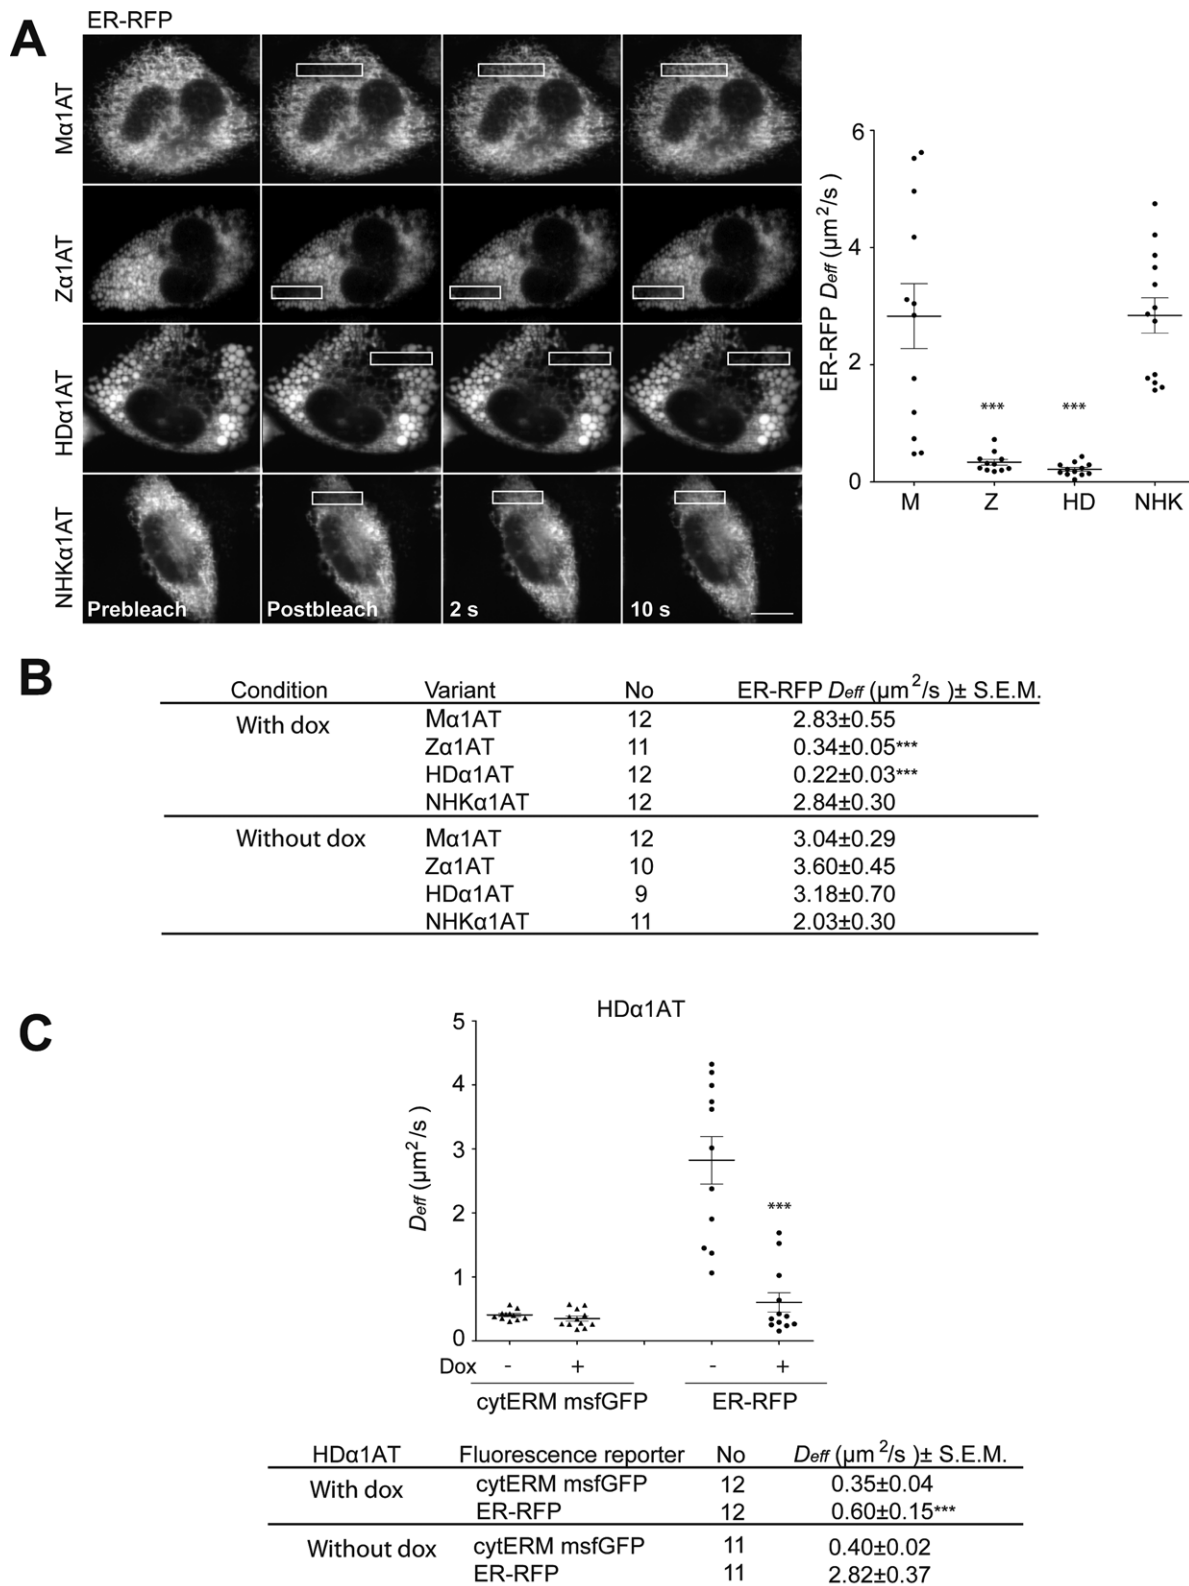 A
ER-RFP
Mα1AT
Zα1AT
HDα1AT
NHKα1AT
Prebleach
Postbleach
2 s
10 s
ER-RFP Deff (µm²/s )
6
4
2
0
***
***
M
Z
HD
NHK
B
Condition Variant No ER-RFP Deff (µm²/s )± S.E.M.
With dox Mα1AT 12 2.83±0.55
Zα1AT 11 0.34±0.05***
HDα1AT 12 0.22±0.03***
NHKα1AT 12 2.84±0.30
Without dox Mα1AT 12 3.04±0.29
Zα1AT 10 3.60±0.45
HDα1AT 9 3.18±0.70
NHKα1AT 11 2.03±0.30
C
HDα1AT
Deff (µm²/s )
5
4
3
2
1
0
***
Dox - + - +
cytERM msfGFP ER-RFP
HDα1AT Fluorescence reporter No Deff (µm²/s )± S.E.M.
With dox cytERM msfGFP 12 0.35±0.04
ER-RFP 12 0.60±0.15***
Without dox cytERM msfGFP 11 0.40±0.02
ER-RFP 11 2.82±0.37